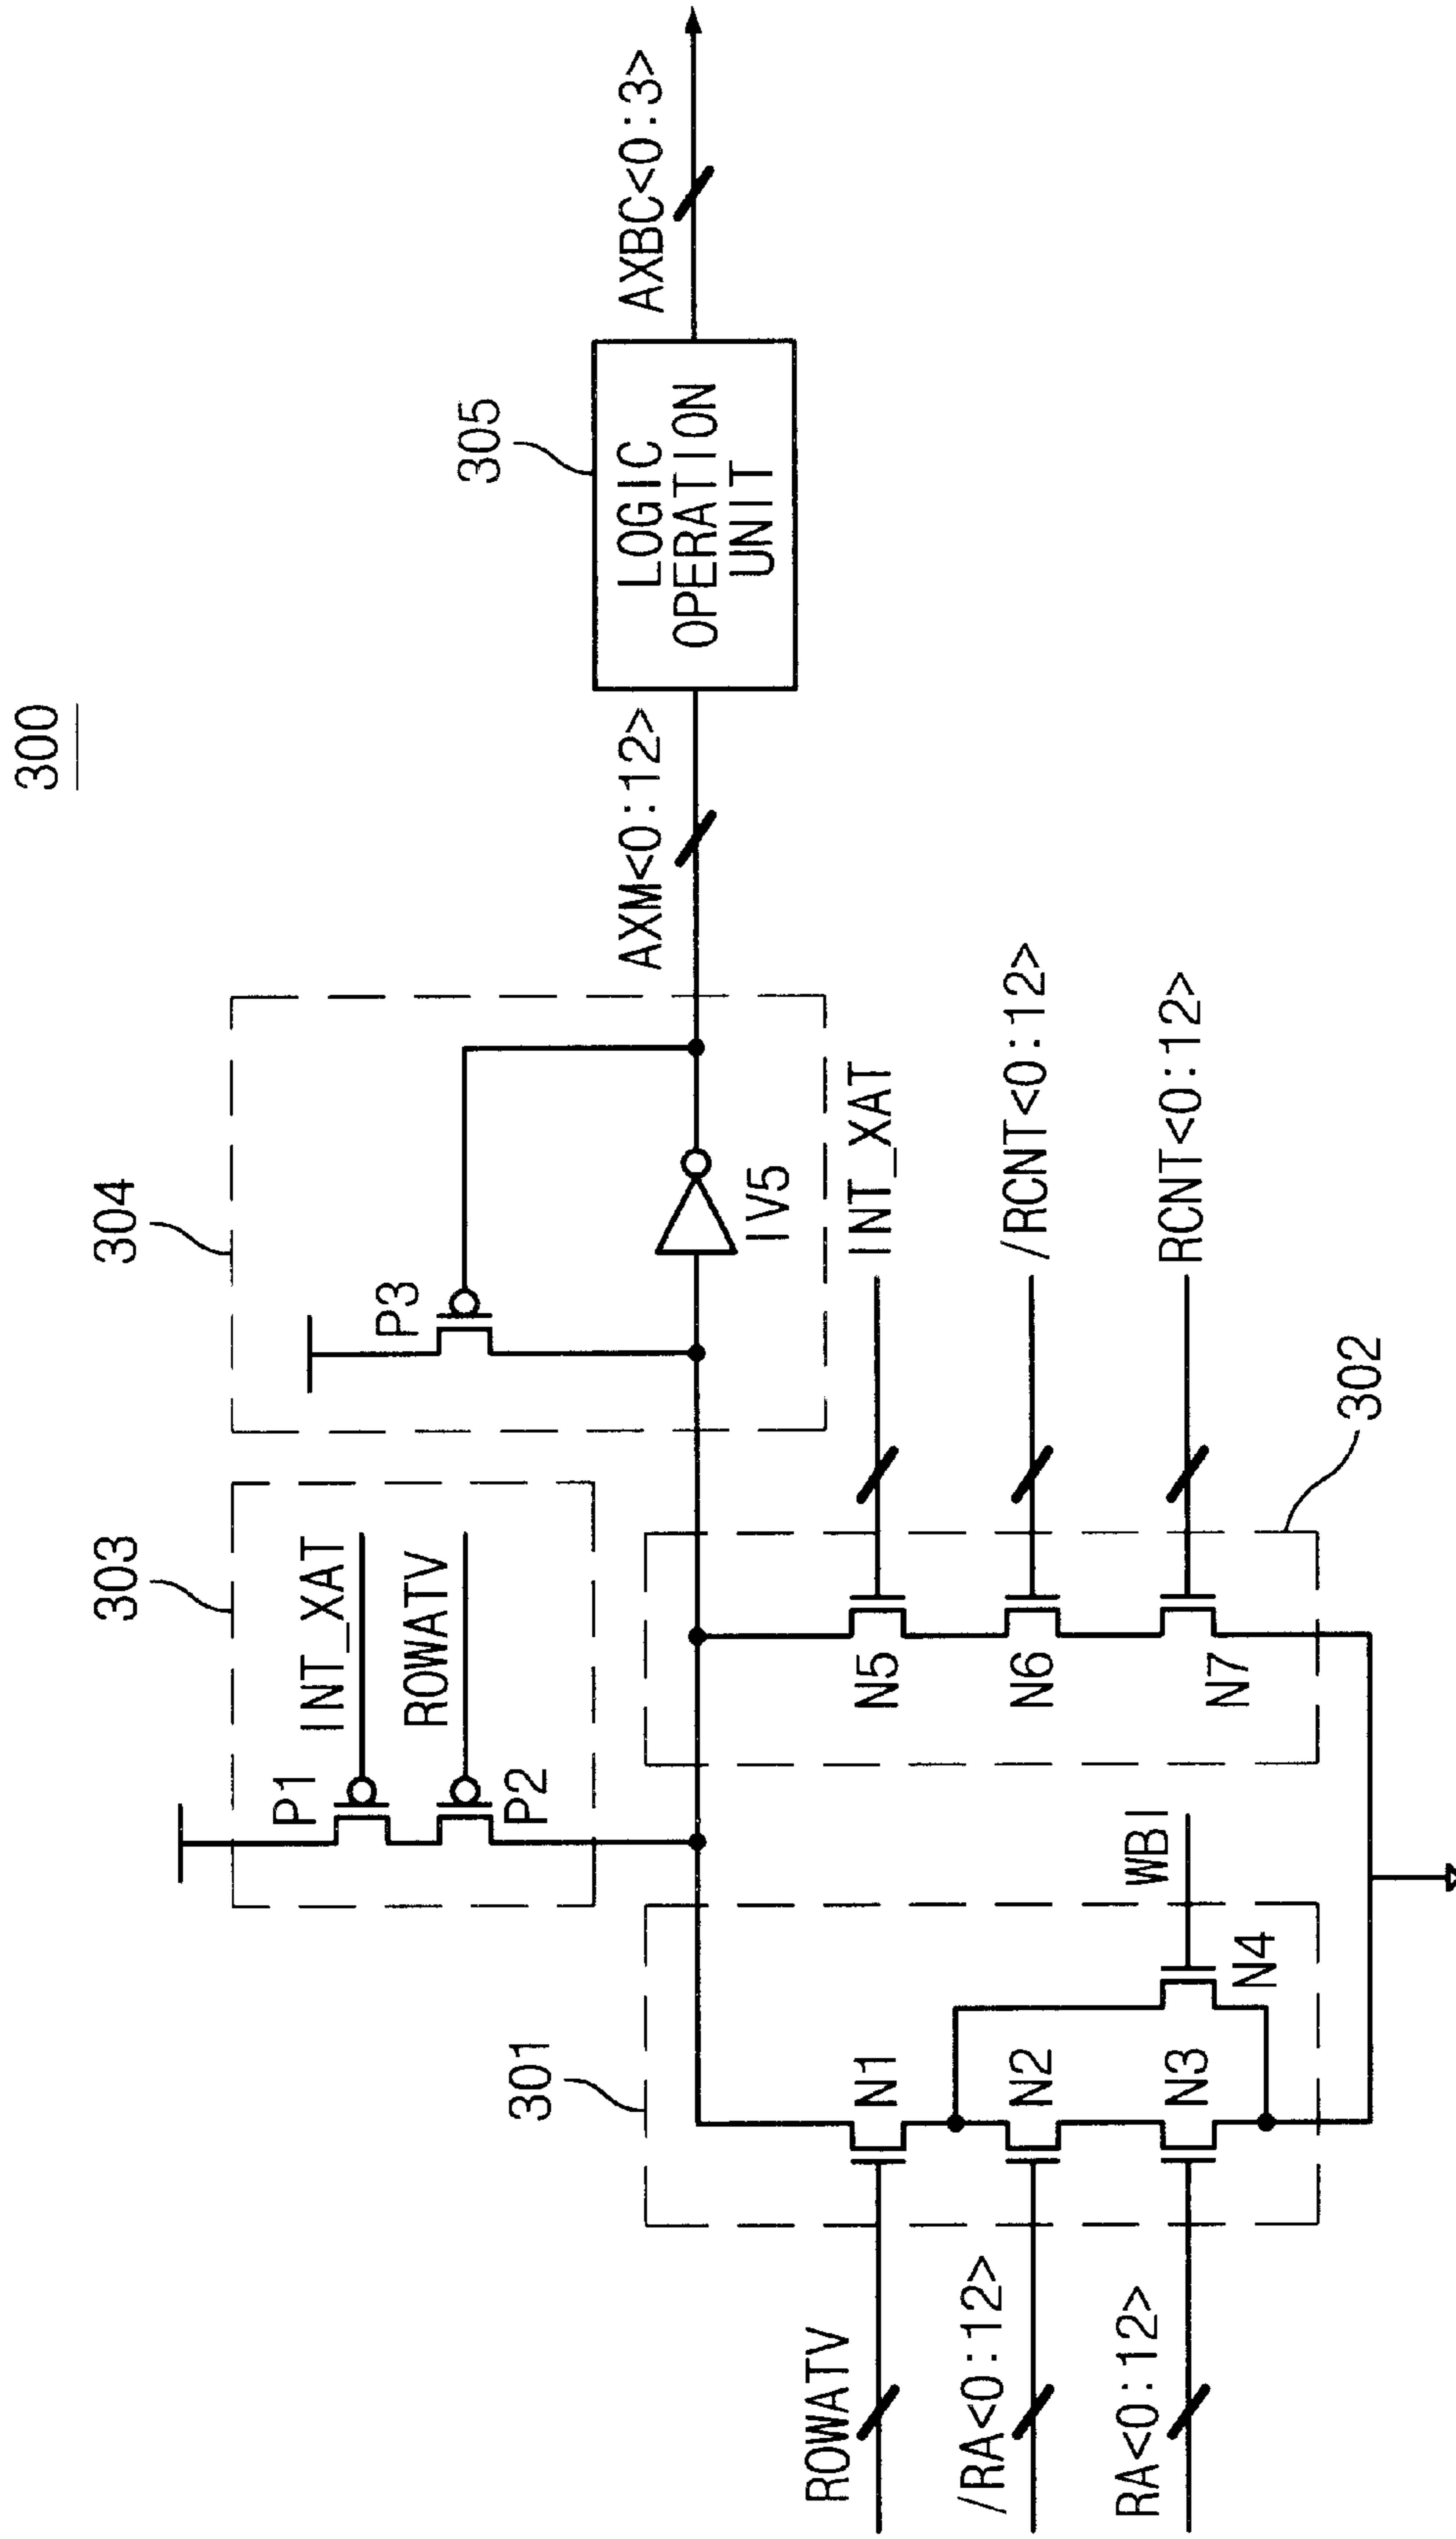 300
303
INT_XAT
P1
ROWATV
P2
304
P3
IV5
AXM<0:12>
305
LOGIC
OPERATION
UNIT
AXBC<0:3>
301
ROWATV
N1
/RA<0:12>
N2
RA<0:12>
N3
WBI
N4
302
N5
INT_XAT
N6
/RCNT<0:12>
N7
RCNT<0:12>